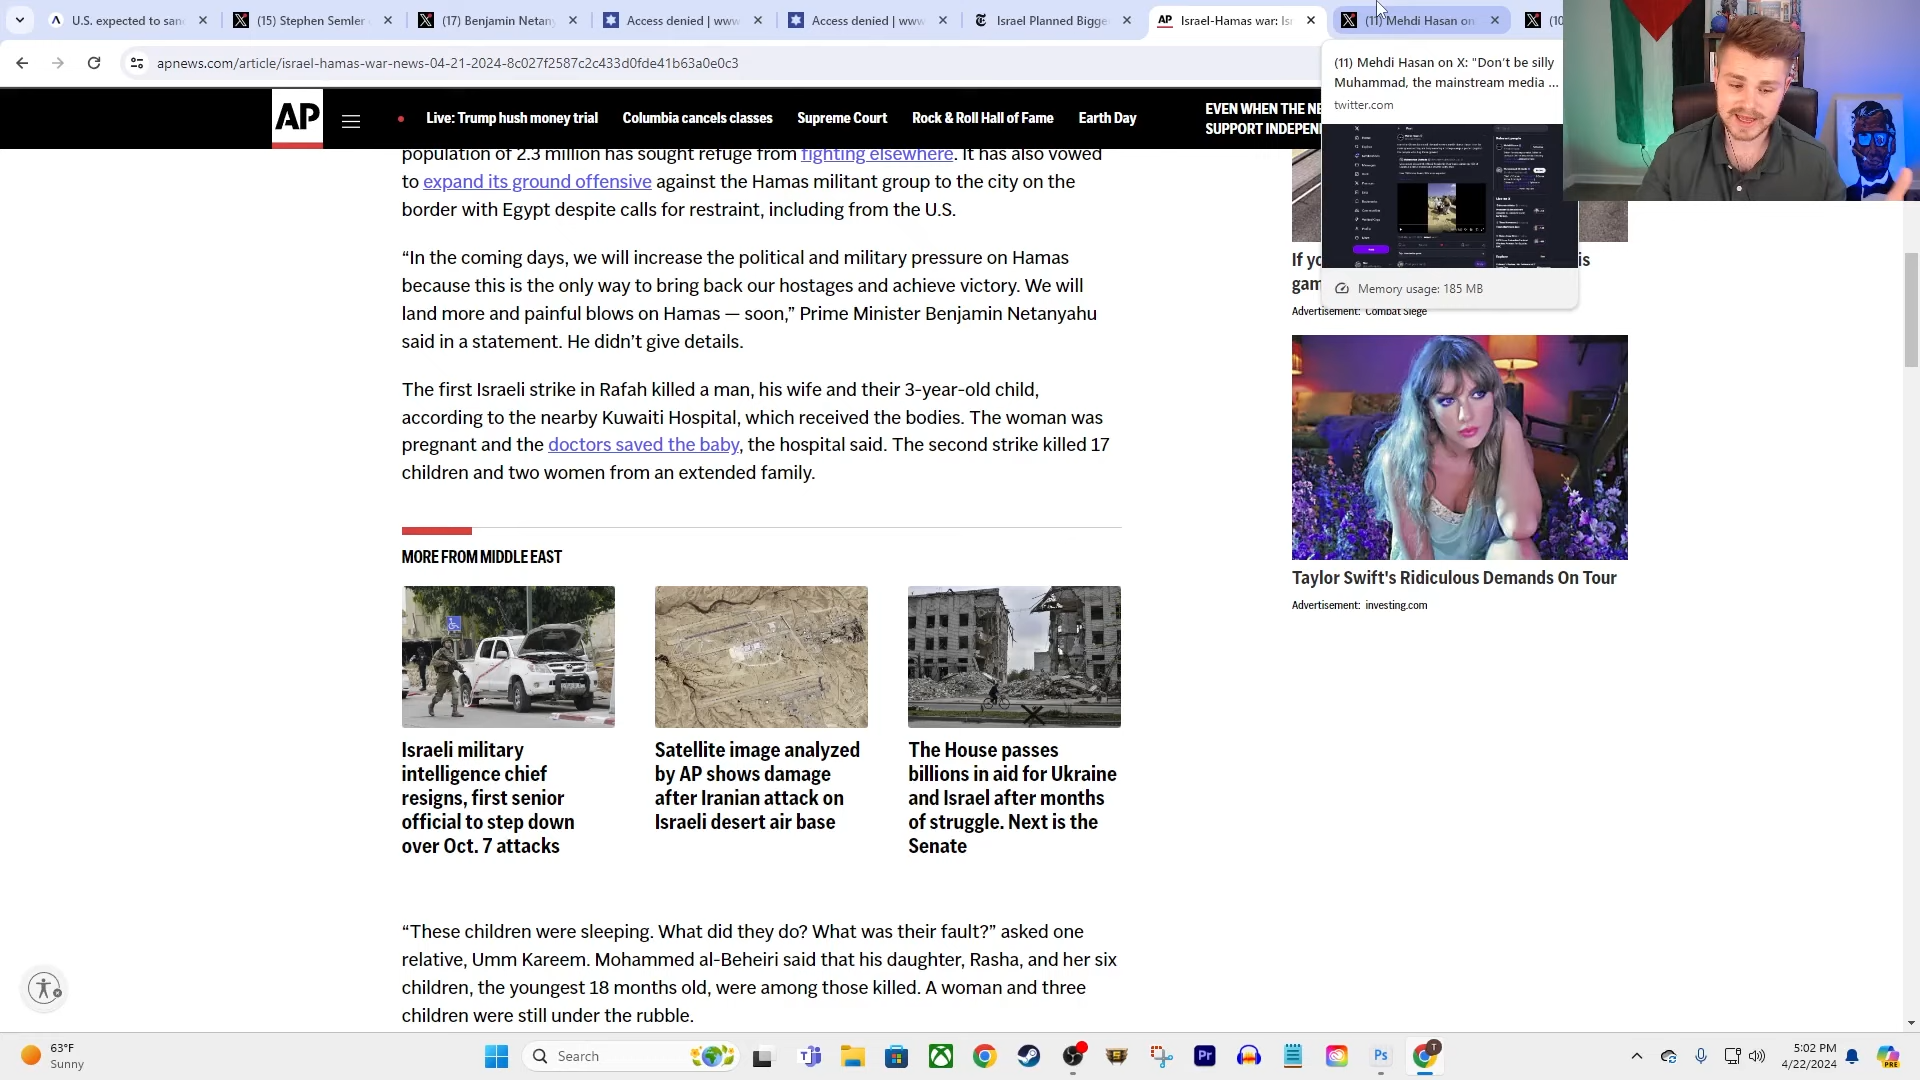 U.S. expected to san
(15) Stephen Semler
(17) Benjamin Netan
Access denied | www
Access denied | www
Israel Planned Bigge
AP Israel-Hamas war: Is
(11) Mehdi Hasan on
(10
apnews.com/article/israel-hamas-war-news-04-21-2024-8c027f2587c2c433d0fde41b63a0e0c3
(11) Mehdi Hasan on X: "Don't be silly
Muhammad, the mainstream media ...
twitter.com
Memory usage: 185 MB
AP
Live: Trump hush money trial Columbia cancels classes Supreme Court Rock & Roll Hall of Fame Earth Day
EVEN WHEN THE NE
SUPPORT INDEPEN
population of 2.3 million has sought refuge from fighting elsewhere. It has also vowed
to expand its ground offensive against the Hamas militant group to the city on the
border with Egypt despite calls for restraint, including from the U.S.
“In the coming days, we will increase the political and military pressure on Hamas
because this is the only way to bring back our hostages and achieve victory. We will
land more and painful blows on Hamas — soon,” Prime Minister Benjamin Netanyahu
said in a statement. He didn’t give details.
The first Israeli strike in Rafah killed a man, his wife and their 3-year-old child,
according to the nearby Kuwaiti Hospital, which received the bodies. The woman was
pregnant and the doctors saved the baby, the hospital said. The second strike killed 17
children and two women from an extended family.
MORE FROM MIDDLE EAST
Israeli military
intelligence chief
resigns, first senior
official to step down
over Oct. 7 attacks
Satellite image analyzed
by AP shows damage
after Iranian attack on
Israeli desert air base
The House passes
billions in aid for Ukraine
and Israel after months
of struggle. Next is the
Senate
“These children were sleeping. What did they do? What was their fault?” asked one
relative, Umm Kareem. Mohammed al-Beheiri said that his daughter, Rasha, and her six
children, the youngest 18 months old, were among those killed. A woman and three
children were still under the rubble.
If yo
is
gam
Advertisement: Combat Siege
Taylor Swift's Ridiculous Demands On Tour
Advertisement: investing.com
63°F
Sunny
Search
Pr
Ps
T
5:02 PM
4/22/2024
PRE